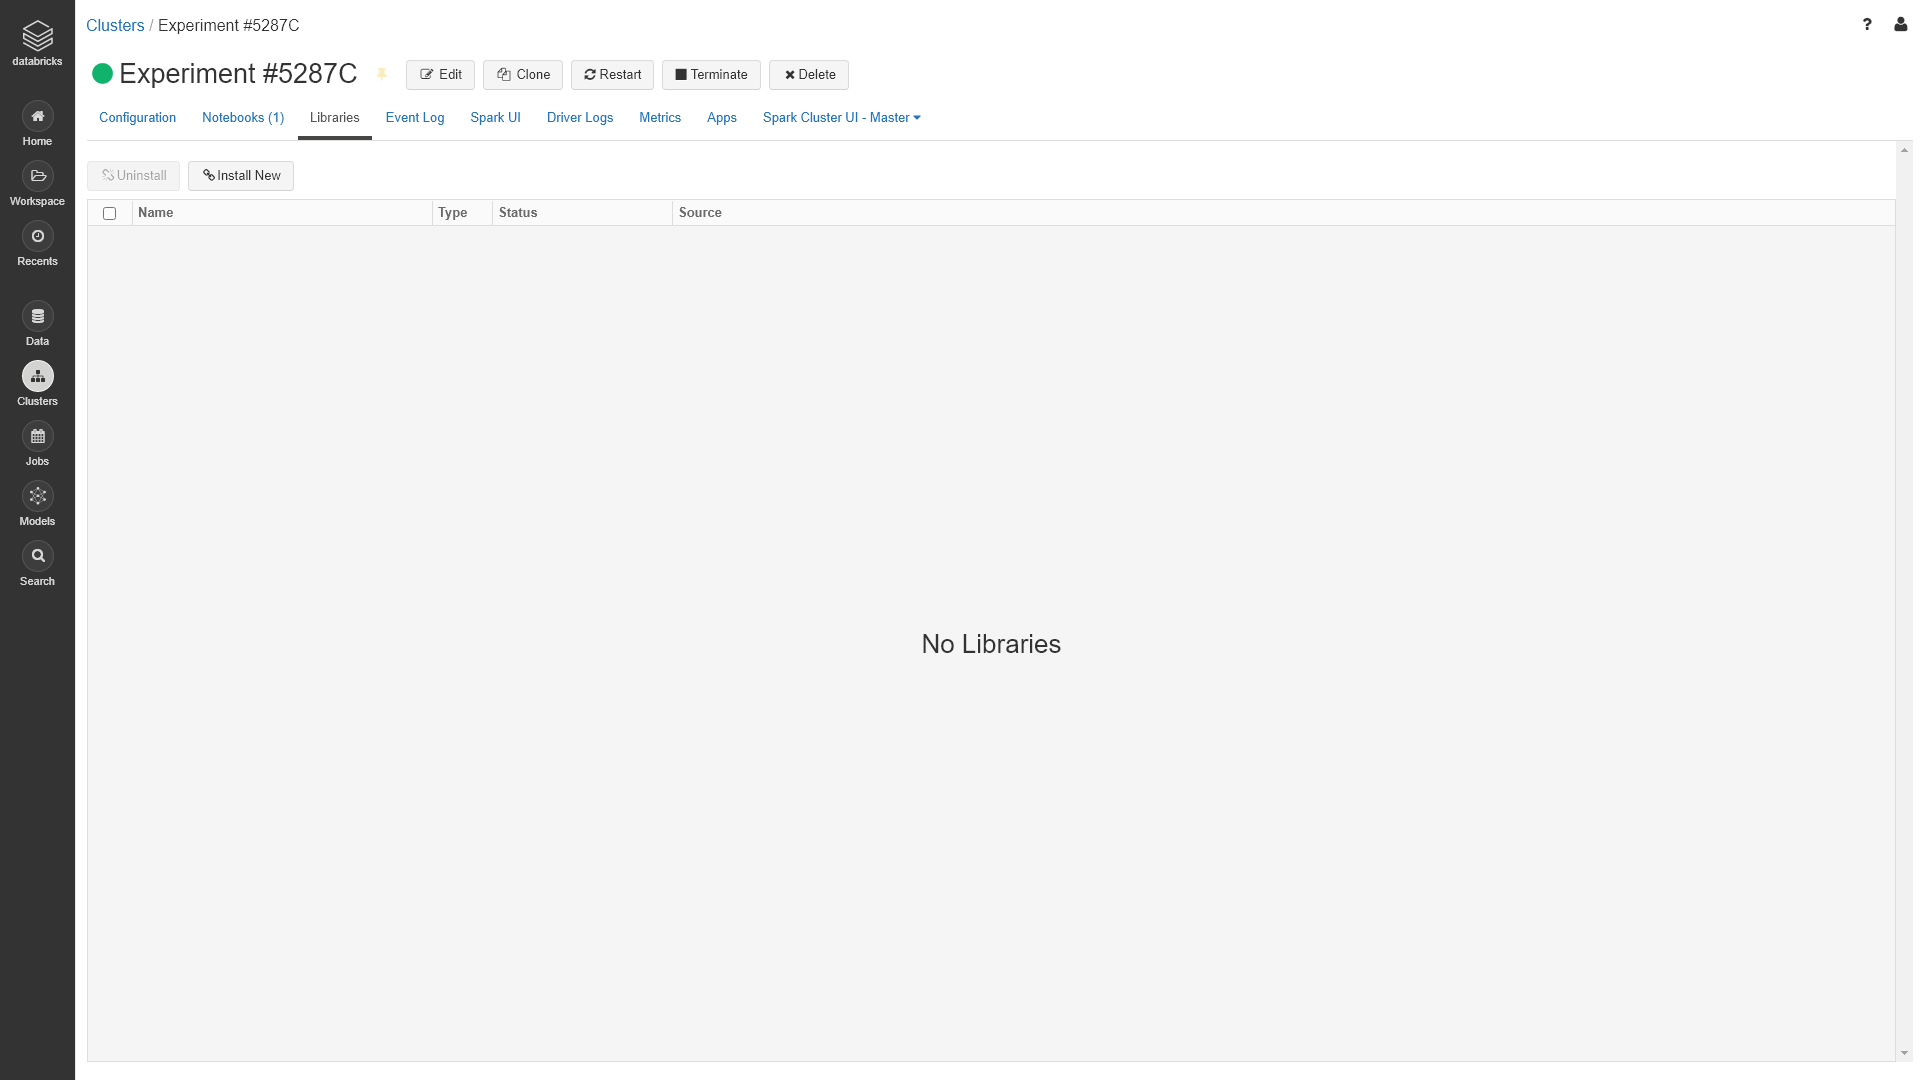 databricks
Home
Workspace
Recents
Data
Clusters
Jobs
Models
Search
Clusters / Experiment #5287C
?
Experiment #5287C Edit Clone Restart Terminate Delete
Configuration Notebooks (1) Libraries Event Log Spark UI Driver Logs Metrics Apps Spark Cluster UI - Master
Uninstall Install New
Name Type Status Source
No Libraries